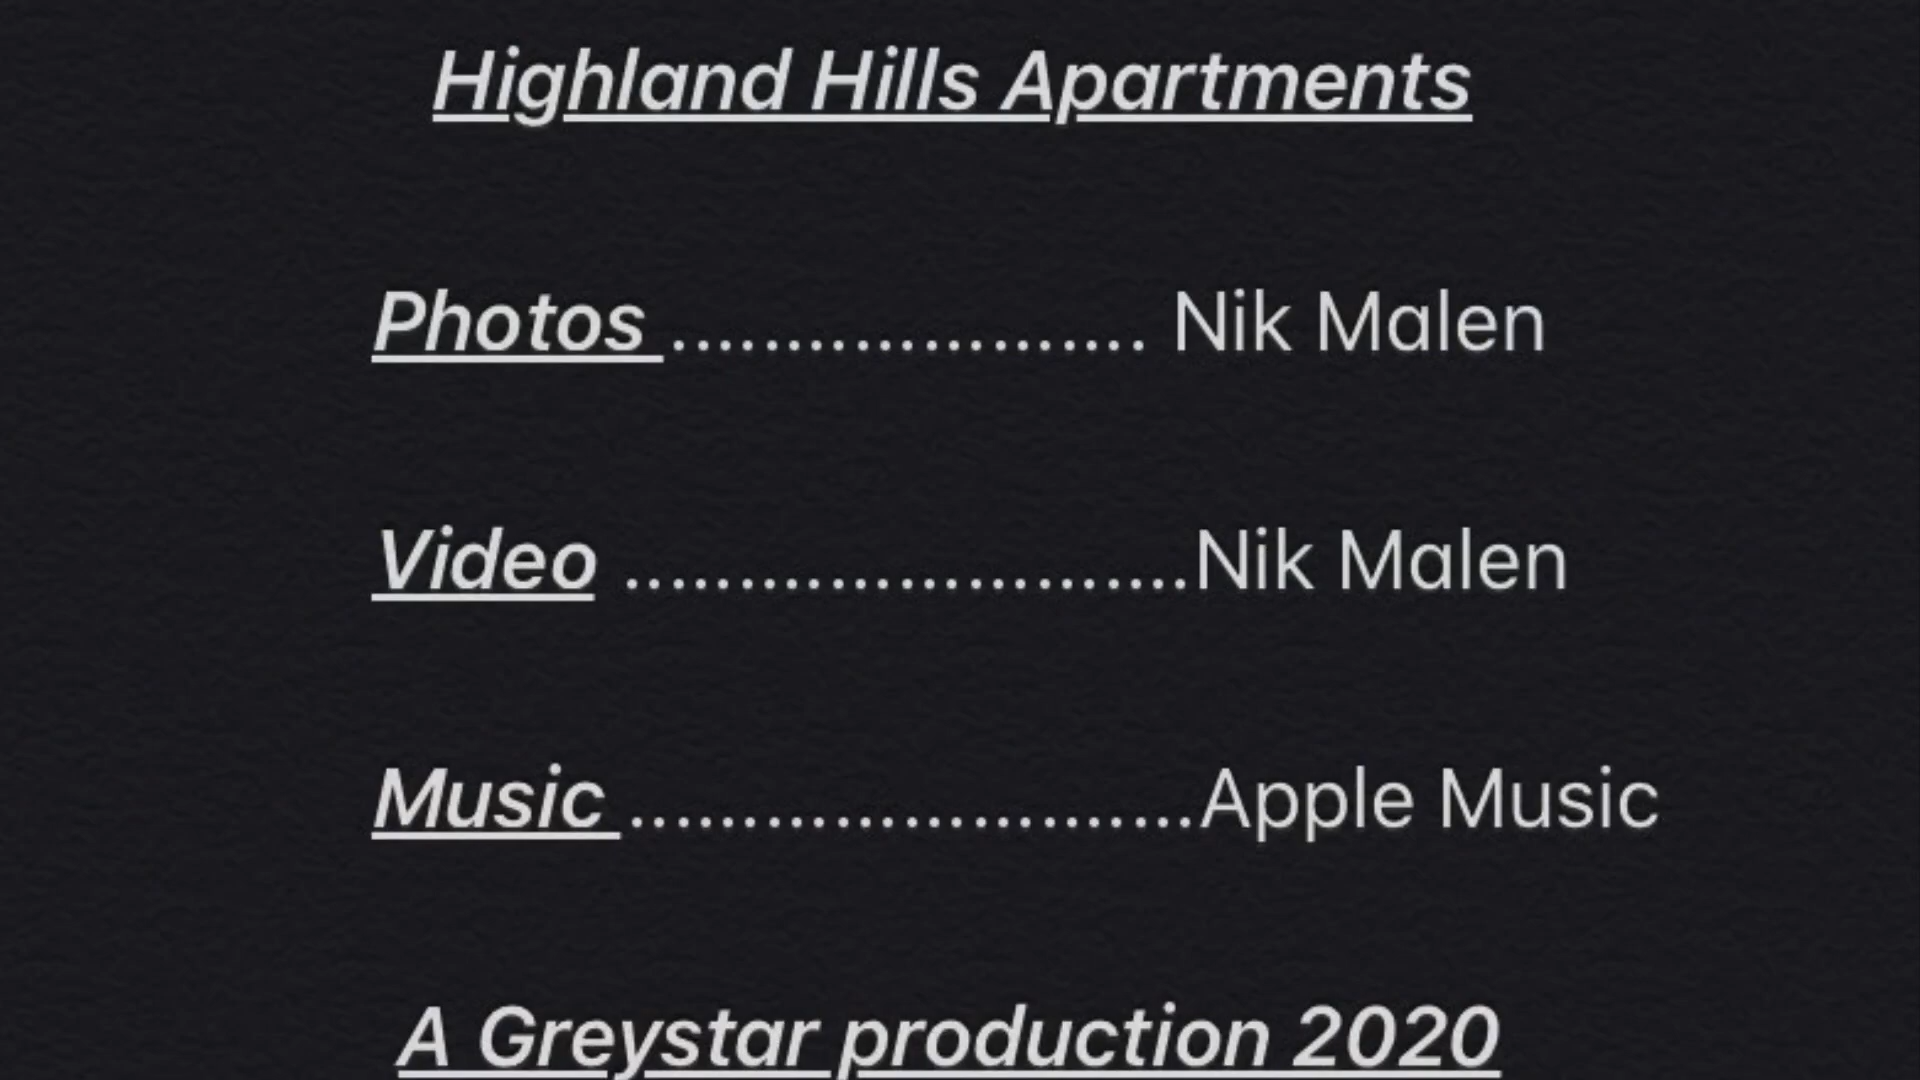 Highland Hills Apartments
Photos ..................... Nik Malen
Video .........................Nik Malen
Music .........................Apple Music
A Greystar production 2020